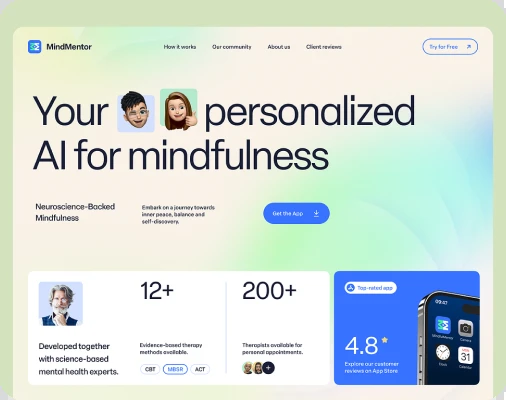 MindMentor
How it works
Our community
About us
Client reviews
Try for Free
Your personalized
AI for mindfulness
Neuroscience-Backed
Mindfulness
Embark on a journey towards
inner peace, balance and
self-discovery.
Get the App
Developed together
with science-based
mental health experts.
12+
Evidence-based therapy
methods available.
CBT
MBSR
ACT
200+
Therapists available for
personal appointments.
+
Top-rated app
4.8
Explore our customer
reviews on App Store
09:47
MindMentor
Camera
Clock
31
Calendar